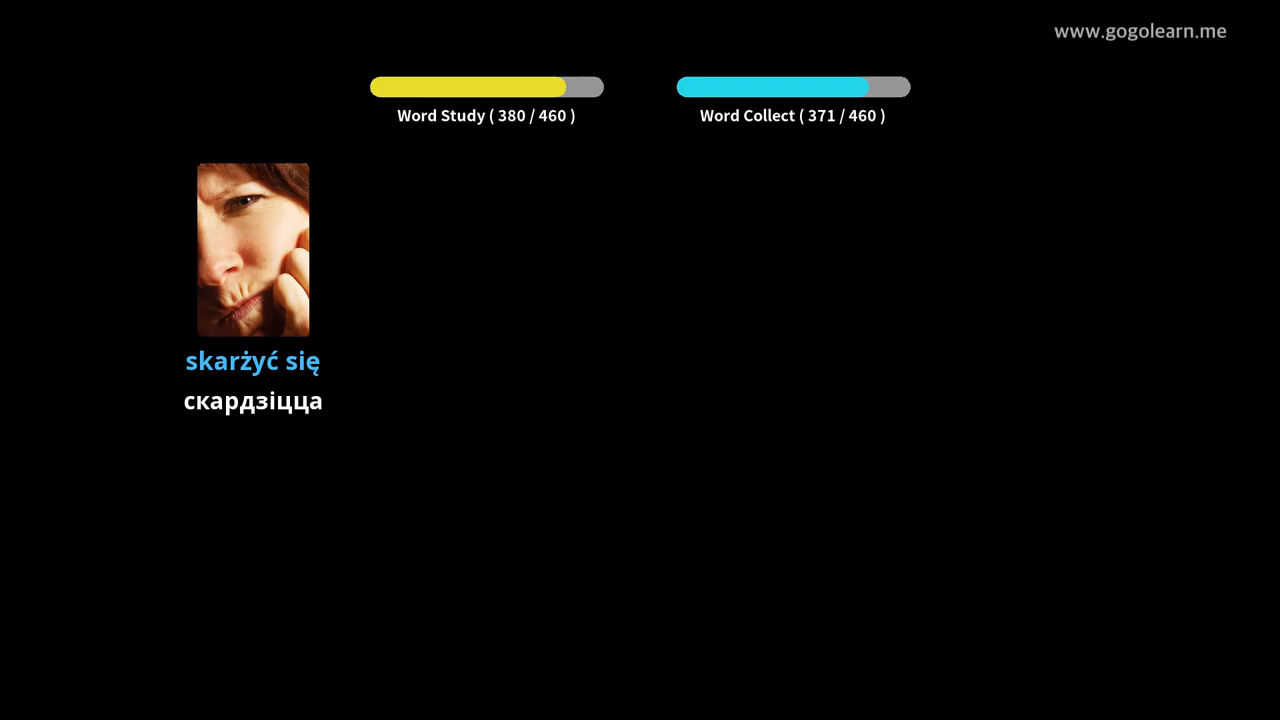 www.gogolearn.me
Word Study ( 380 / 460 )
Word Collect ( 371 / 460 )
skarżyć się
скардзіцца